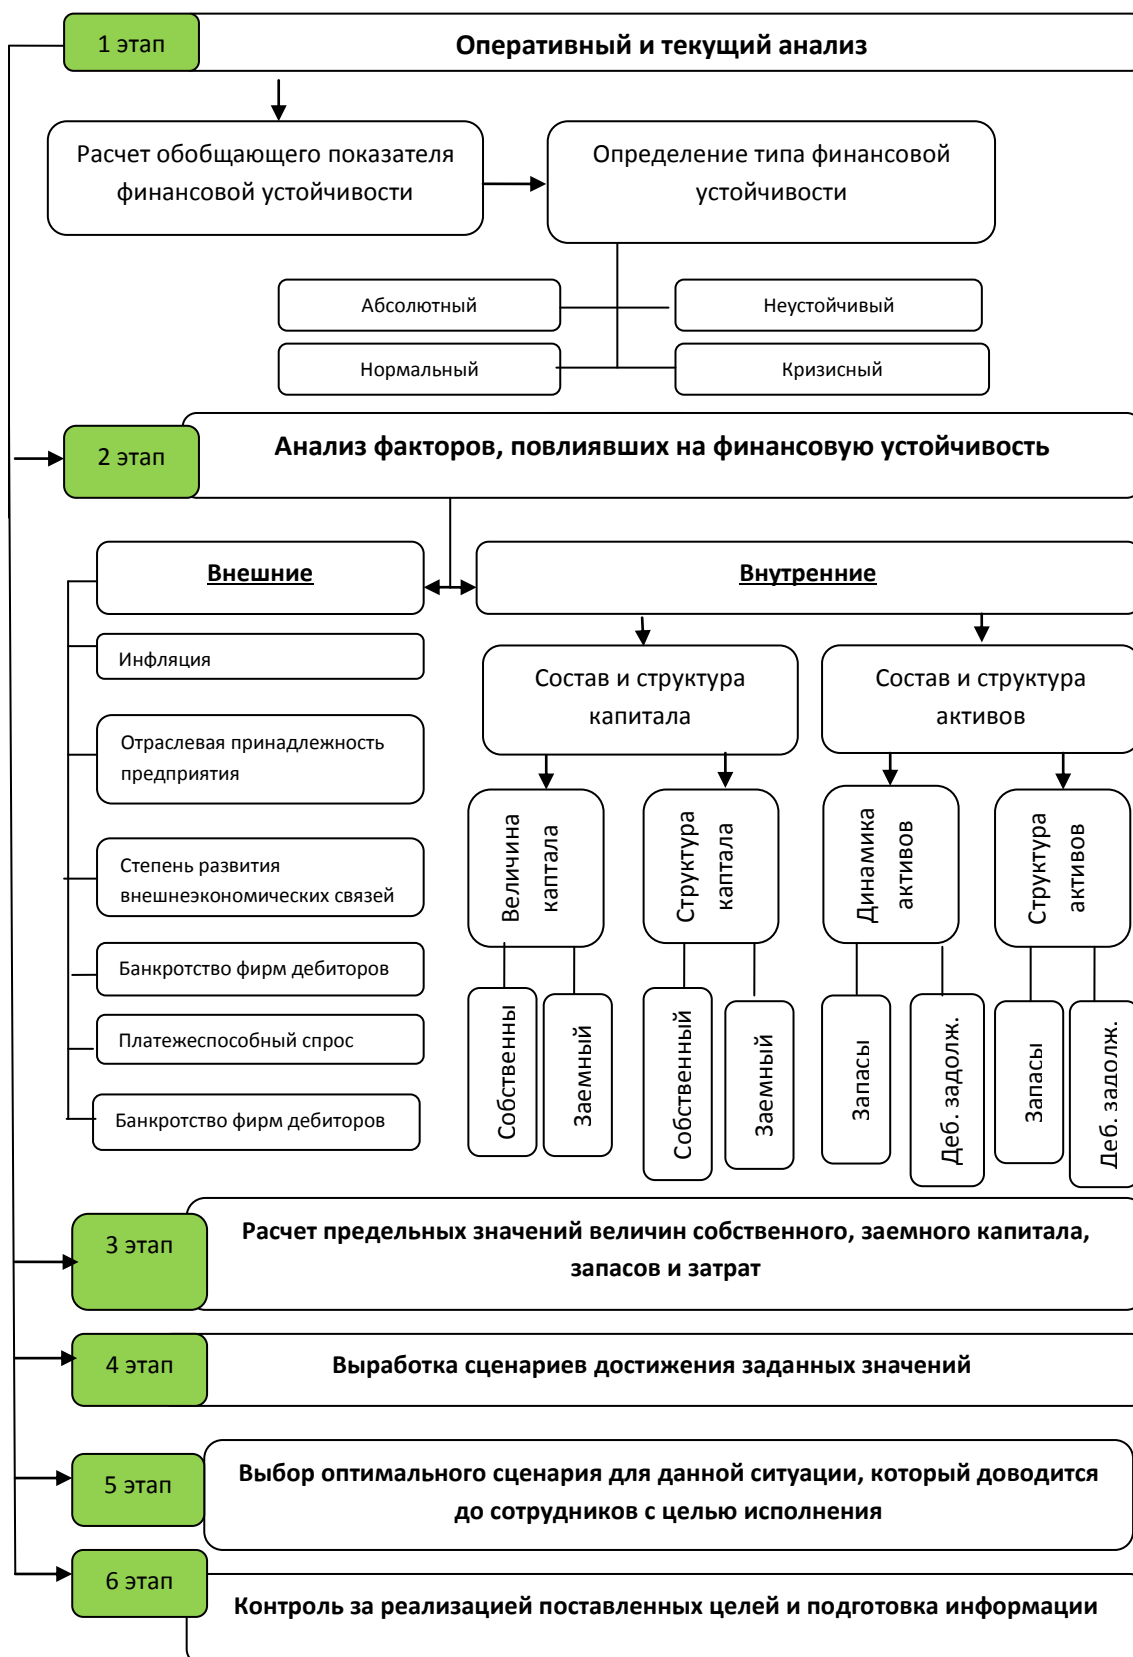 1 этап
Оперативный и текущий анализ
Расчет обобщающего показателя
финансовой устойчивости
Определение типа финансовой
устойчивости
Абсолютный
Неустойчивый
Нормальный
Кризисный
2 этап
Анализ факторов, повлиявших на финансовую устойчивость
Внешние
Внутренние
Инфляция
Отраслевая принадлежность
предприятия
Степень развития
внешнеэкономических связей
Банкротство фирм дебиторов
Платежеспособный спрос
Банкротство фирм дебиторов
Состав и структура
капитала
Состав и структура
активов
Величина
каптала
Структура
каптала
Динамика
активов
Структура
активов
Собственны
Заемный
Собственный
Заемный
Запасы
Деб. задолж.
Запасы
Деб. задолж.
3 этап
Расчет предельных значений величин собственного, заемного капитала,
запасов и затрат
4 этап
Выработка сценариев достижения заданных значений
5 этап
Выбор оптимального сценария для данной ситуации, который доводится
до сотрудников с целью исполнения
6 этап
Контроль за реализацией поставленных целей и подготовка информации